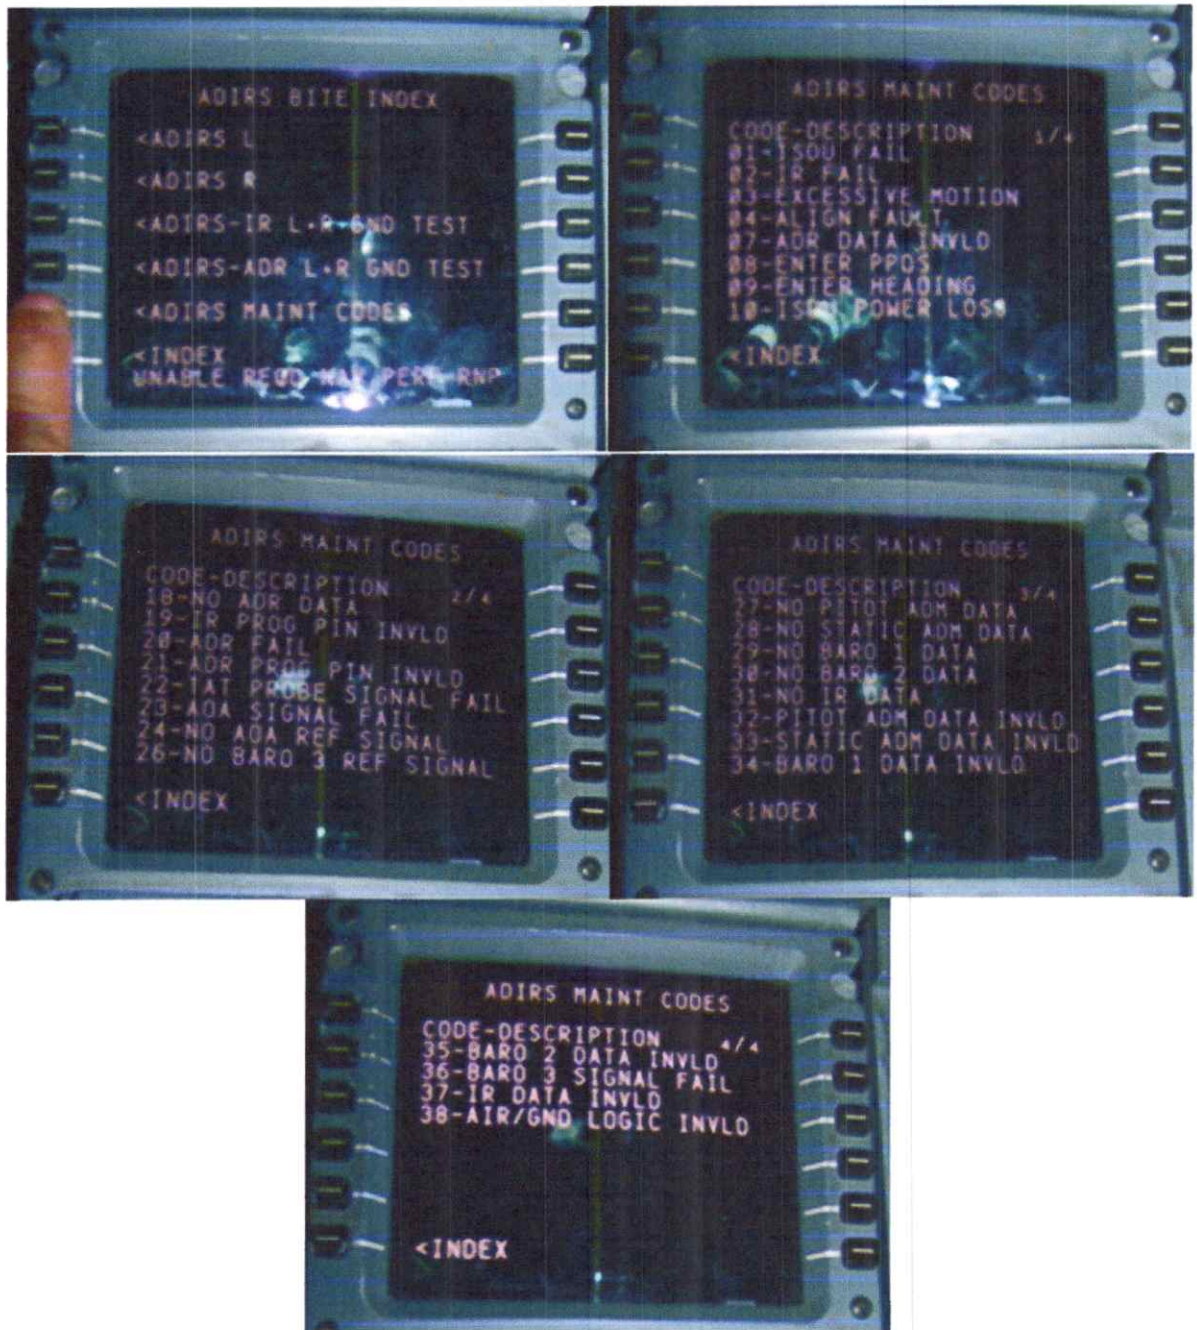 ADIRS BITE INDEX
<ADIRS L
<ADIRS R
<ADIRS-IR L+R GND TEST
<ADIRS-ADR L+R GND TEST
<ADIRS MAINT CODES
<INDEX
UNABLE REQD NAV PERF-RNP
ADIRS MAINT CODES
CODE-DESCRIPTION 1/4
01-ISDU FAIL
02-IR FAIL
03-EXCESSIVE MOTION
04-ALIGN FAULT
07-ADR DATA INVLD
08-ENTER PPOS
09-ENTER HEADING
10-ISDU POWER LOSS
<INDEX
ADIRS MAINT CODES
CODE-DESCRIPTION 2/4
18-NO ADR DATA
19-IR PROG PIN INVLD
20-ADR FAIL
21-ADR PROG PIN INVLD
22-TAT PROBE SIGNAL FAIL
23-AOA SIGNAL FAIL
24-NO AOA REF SIGNAL
26-NO BARO 3 REF SIGNAL
<INDEX
ADIRS MAINT CODES
CODE-DESCRIPTION 3/4
27-NO PITOT ADM DATA
28-NO STATIC ADM DATA
29-NO BARO 1 DATA
30-NO BARO 2 DATA
31-NO IR DATA
32-PITOT ADM DATA INVLD
33-STATIC ADM DATA INVLD
34-BARO 1 DATA INVLD
<INDEX
ADIRS MAINT CODES
CODE-DESCRIPTION 4/4
35-BARO 2 DATA INVLD
36-BARO 3 SIGNAL FAIL
37-IR DATA INVLD
38-AIR/GND LOGIC INVLD
<INDEX